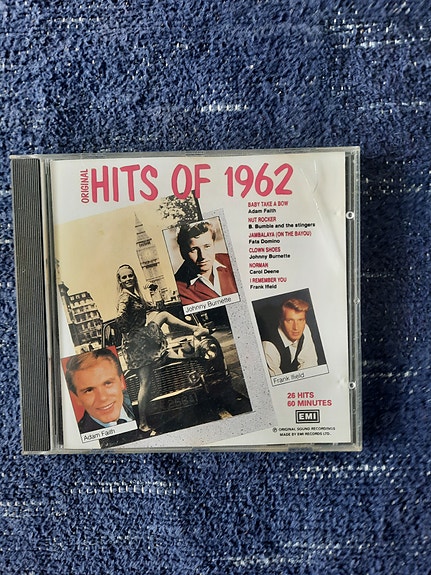 ORIGINAL
HITS OF 1962
BABY TAKE A BOW
Adam Faith
NUT ROCKER
B. Bumble and the stingers
JAMBALAYA (ON THE BAYOU)
Fats Domino
CLOWN SHOES
Johnny Burnette
NORMAN
Carol Deene
I REMEMBER YOU
Frank Ifield
Johnny Burnette
Frank Ifield
Adam Faith
26 HITS
60 MINUTES
EMI
℗ ORIGINAL SOUND RECORDINGS
MADE BY EMI RECORDS LTD.